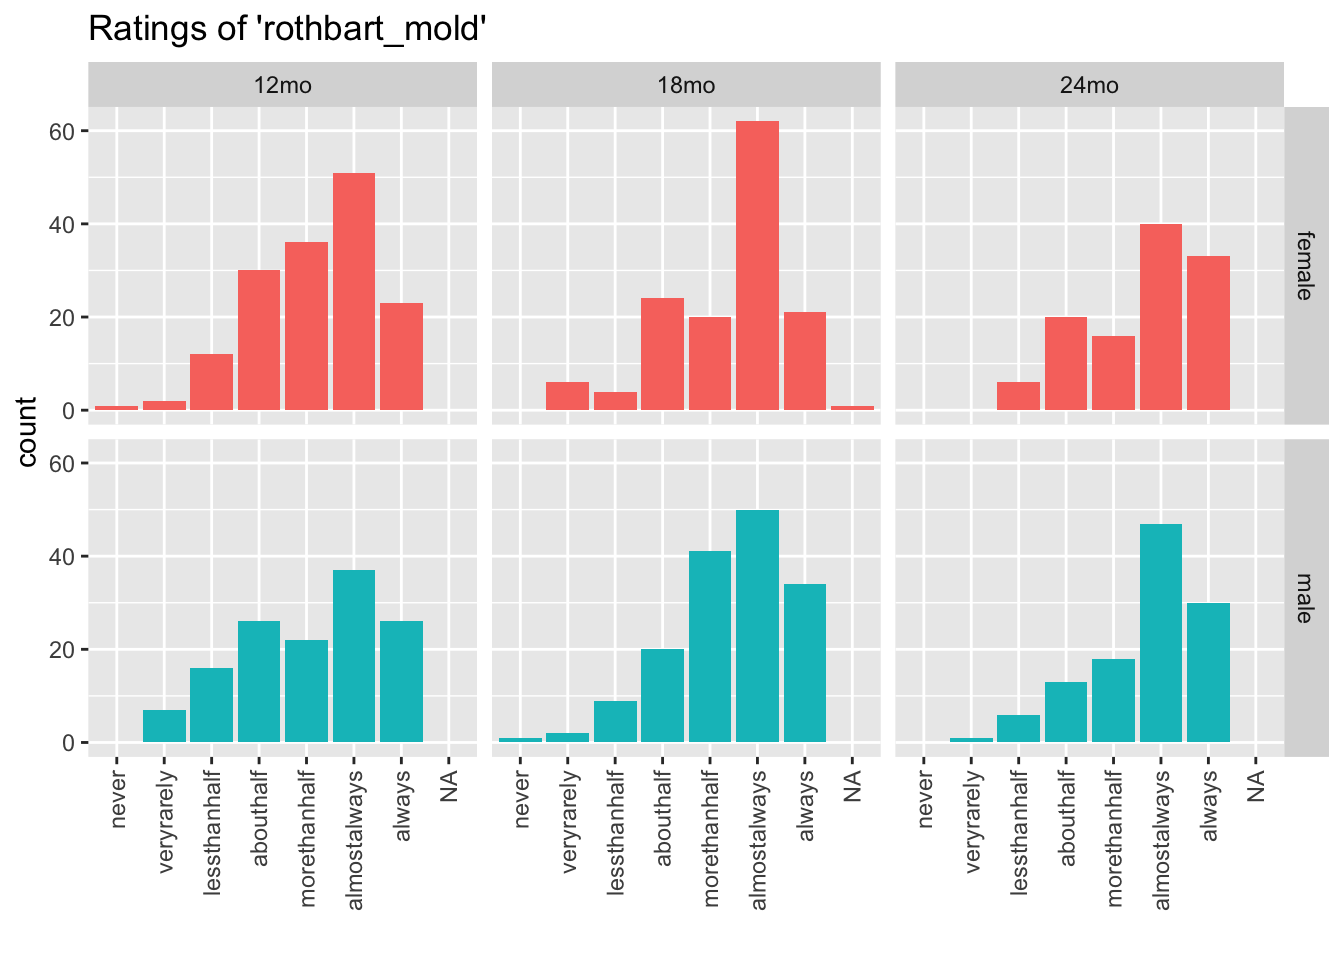 Ratings of 'rothbart_mold'
12mo 18mo 24mo
60
40
20
0
female
count
60
40
20
0
male
never veryrarely lessthanhalf abouthalf morethanhalf almostalways always NA never veryrarely lessthanhalf abouthalf morethanhalf almostalways always NA never veryrarely lessthanhalf abouthalf morethanhalf almostalways always NA